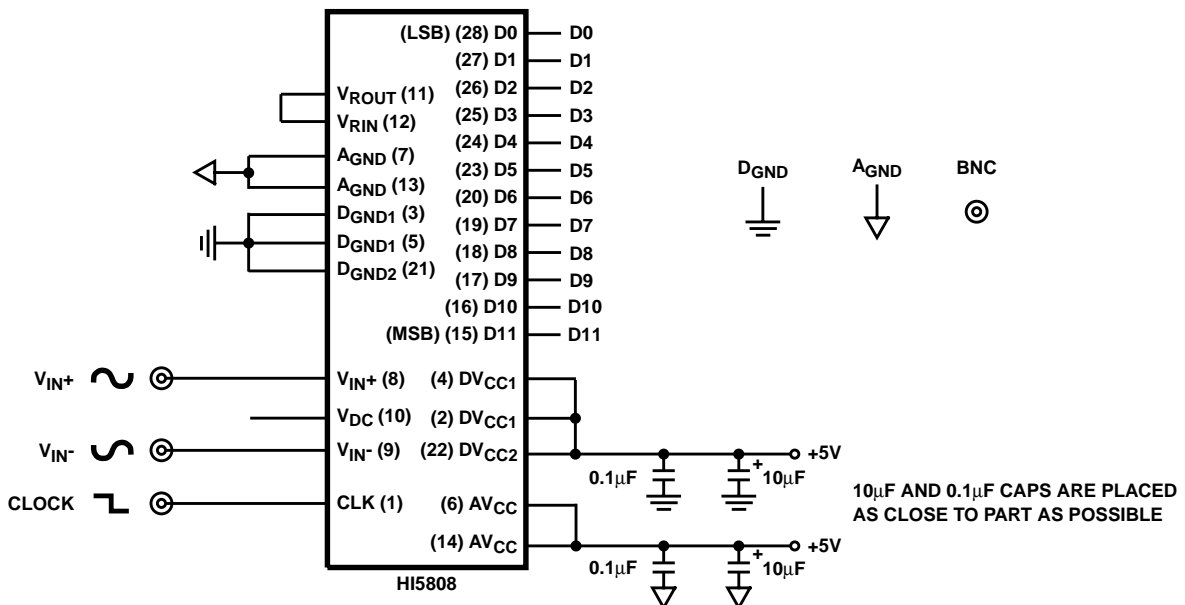 (LSB) (28) D0 D0
(27) D1 D1
(26) D2 D2
VROUT (11)
(25) D3 D3
VRIN (12)
(24) D4 D4
AGND (7)
(23) D5 D5
AGND (13)
(20) D6 D6
DGND1 (3)
(19) D7 D7
DGND1 (5)
(18) D8 D8
DGND2 (21)
(17) D9 D9
(16) D10 D10
(MSB) (15) D11 D11
DGND
AGND
BNC
VIN+ VIN+ (8) (4) DVCC1
VDC (10) (2) DVCC1
VIN- VIN- (9) (22) DVCC2
+5V
0.1µF + 10µF
CLOCK CLK (1) (6) AVCC
(14) AVCC
+5V
0.1µF + 10µF
10µF AND 0.1µF CAPS ARE PLACED
AS CLOSE TO PART AS POSSIBLE
HI5808